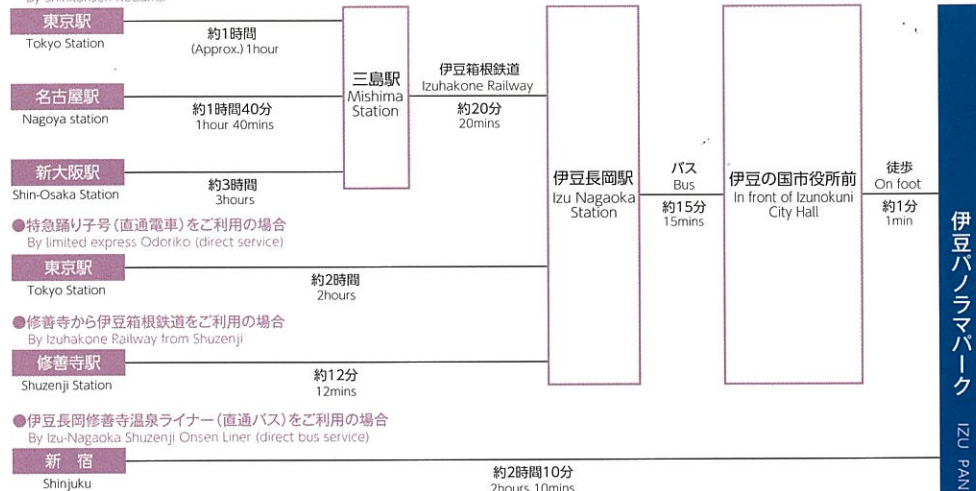 東京駅
Tokyo Station
約1時間
(Approx.) 1hour
名古屋駅
Nagoya station
約1時間40分
1hour 40mins
新大阪駅
Shin-Osaka Station
約3時間
3hours
三島駅
Mishima
Station
伊豆箱根鉄道
Izuhakone Railway
約20分
20mins
伊豆長岡駅
Izu Nagaoka
Station
バス
Bus
約15分
15mins
伊豆の国市役所前
In front of Izunokuni
City Hall
徒歩
On foot
約1分
1min
●特急踊り子号(直通電車)をご利用の場合
By limited express Odoriko (direct service)
東京駅
Tokyo Station
約2時間
2hours
●修善寺から伊豆箱根鉄道をご利用の場合
By Izuhakone Railway from Shuzenji
修善寺駅
Shuzenji Station
約12分
12mins
●伊豆長岡修善寺温泉ライナー(直通バス)をご利用の場合
By Izu-Nagaoka Shuzenji Onsen Liner (direct bus service)
新 宿
Shinjuku
約2時間10分
2hours 10mins
伊豆パノラマパーク IZU PAN